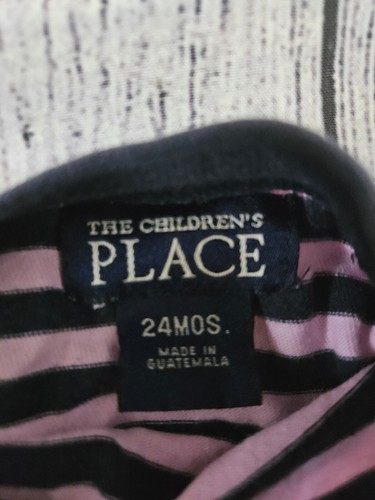 THE CHILDREN'S
PLACE
24MOS.
MADE IN
GUATEMALA